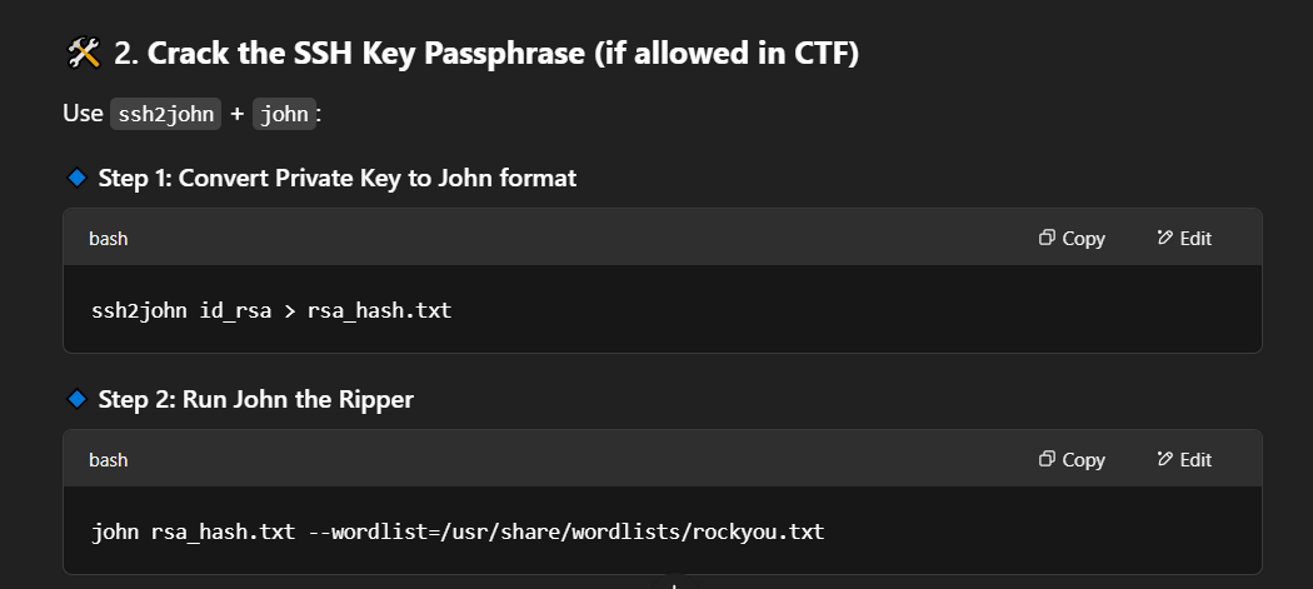 🛠️ 2. Crack the SSH Key Passphrase (if allowed in CTF)
Use ssh2john + john:
🔹 Step 1: Convert Private Key to John format
bash Copy Edit
ssh2john id_rsa > rsa_hash.txt
🔹 Step 2: Run John the Ripper
bash Copy Edit
john rsa_hash.txt --wordlist=/usr/share/wordlists/rockyou.txt